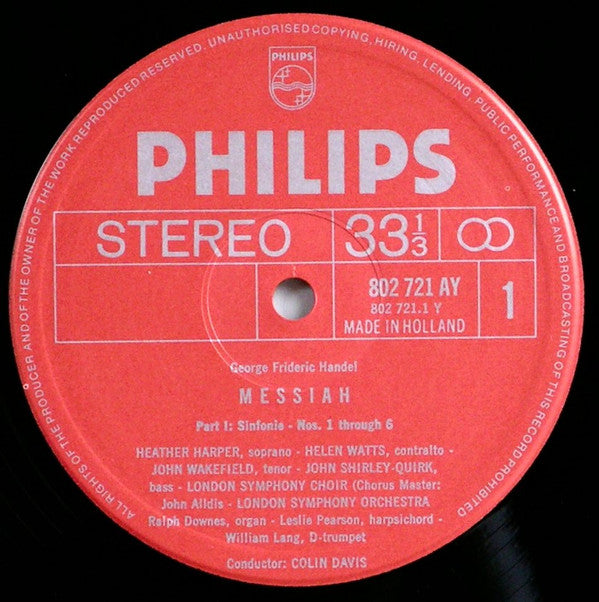 ALL RIGHTS OF THE PRODUCER AND OF THE OWNER OF THE WORK REPRODUCED RESERVED. UNAUTHORISED COPYING, HIRING, LENDING, PUBLIC PERFORMANCE AND BROADCASTING OF THIS RECORD PROHIBITED
PHILIPS
PHILIPS
STEREO 33 1/3
802 721 AY 1
802 721.1 Y
MADE IN HOLLAND
George Frideric Handel
MESSIAH
Part I: Sinfonie - Nos. 1 through 6
HEATHER HARPER, soprano - HELEN WATTS, contralto -
JOHN WAKEFIELD, tenor - JOHN SHIRLEY-QUIRK,
bass - LONDON SYMPHONY CHOIR (Chorus Master:
John Alldis - LONDON SYMPHONY ORCHESTRA
Ralph Downes, organ - Leslie Pearson, harpsichord -
William Lang, D-trumpet
Conductor: COLIN DAVIS